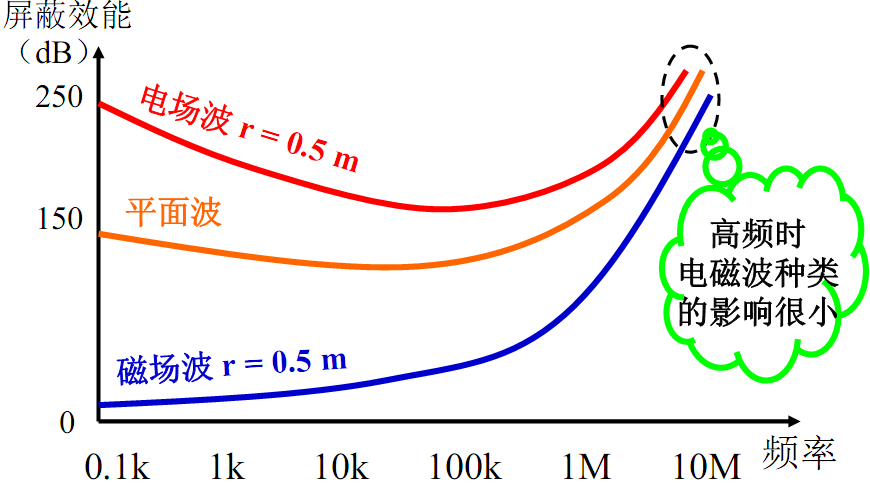 屏蔽效能
（dB）
250
电场波 r = 0.5 m
平面波
150
高频时
电磁波种类
的影响很小
磁场波 r = 0.5 m
0
0.1k 1k 10k 100k 1M 10M 频率